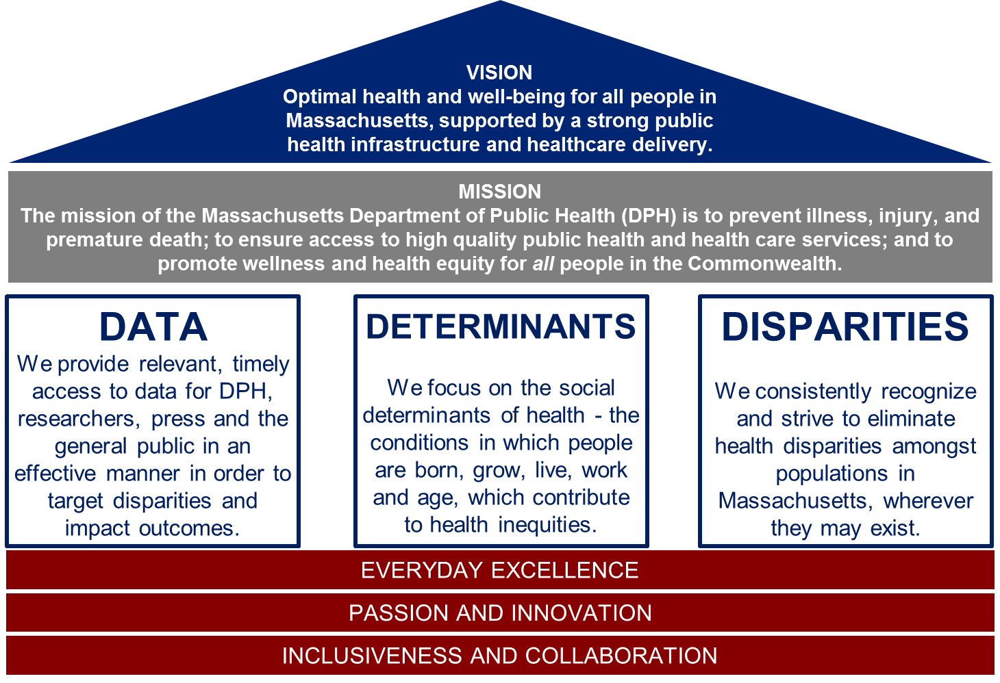 VISION
Optimal health and well-being for all people in
Massachusetts, supported by a strong public
health infrastructure and healthcare delivery.
MISSION
The mission of the Massachusetts Department of Public Health (DPH) is to prevent illness, injury, and
premature death; to ensure access to high quality public health and health care services; and to
promote wellness and health equity for all people in the Commonwealth.
DATA
We provide relevant, timely
access to data for DPH,
researchers, press and the
general public in an
effective manner in order to
target disparities and
impact outcomes.
DETERMINANTS
We focus on the social
determinants of health - the
conditions in which people
are born, grow, live, work
and age, which contribute
to health inequities.
DISPARITIES
We consistently recognize
and strive to eliminate
health disparities amongst
populations in
Massachusetts, wherever
they may exist.
EVERYDAY EXCELLENCE
PASSION AND INNOVATION
INCLUSIVENESS AND COLLABORATION